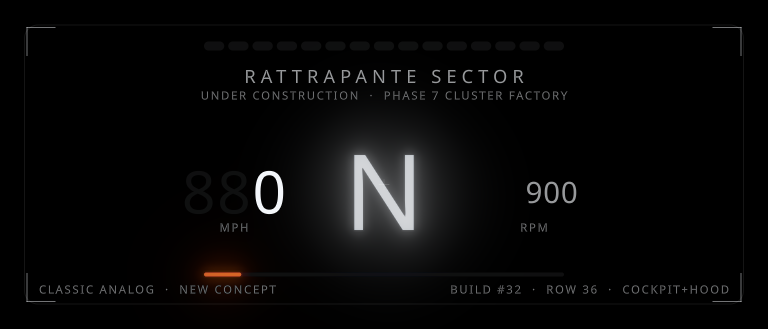 RATTRAPANTE SECTOR
UNDER CONSTRUCTION · PHASE 7 CLUSTER FACTORY
N
880
900
MPH
RPM
CLASSIC ANALOG · NEW CONCEPT
BUILD #32 · ROW 36 · COCKPIT+HOOD